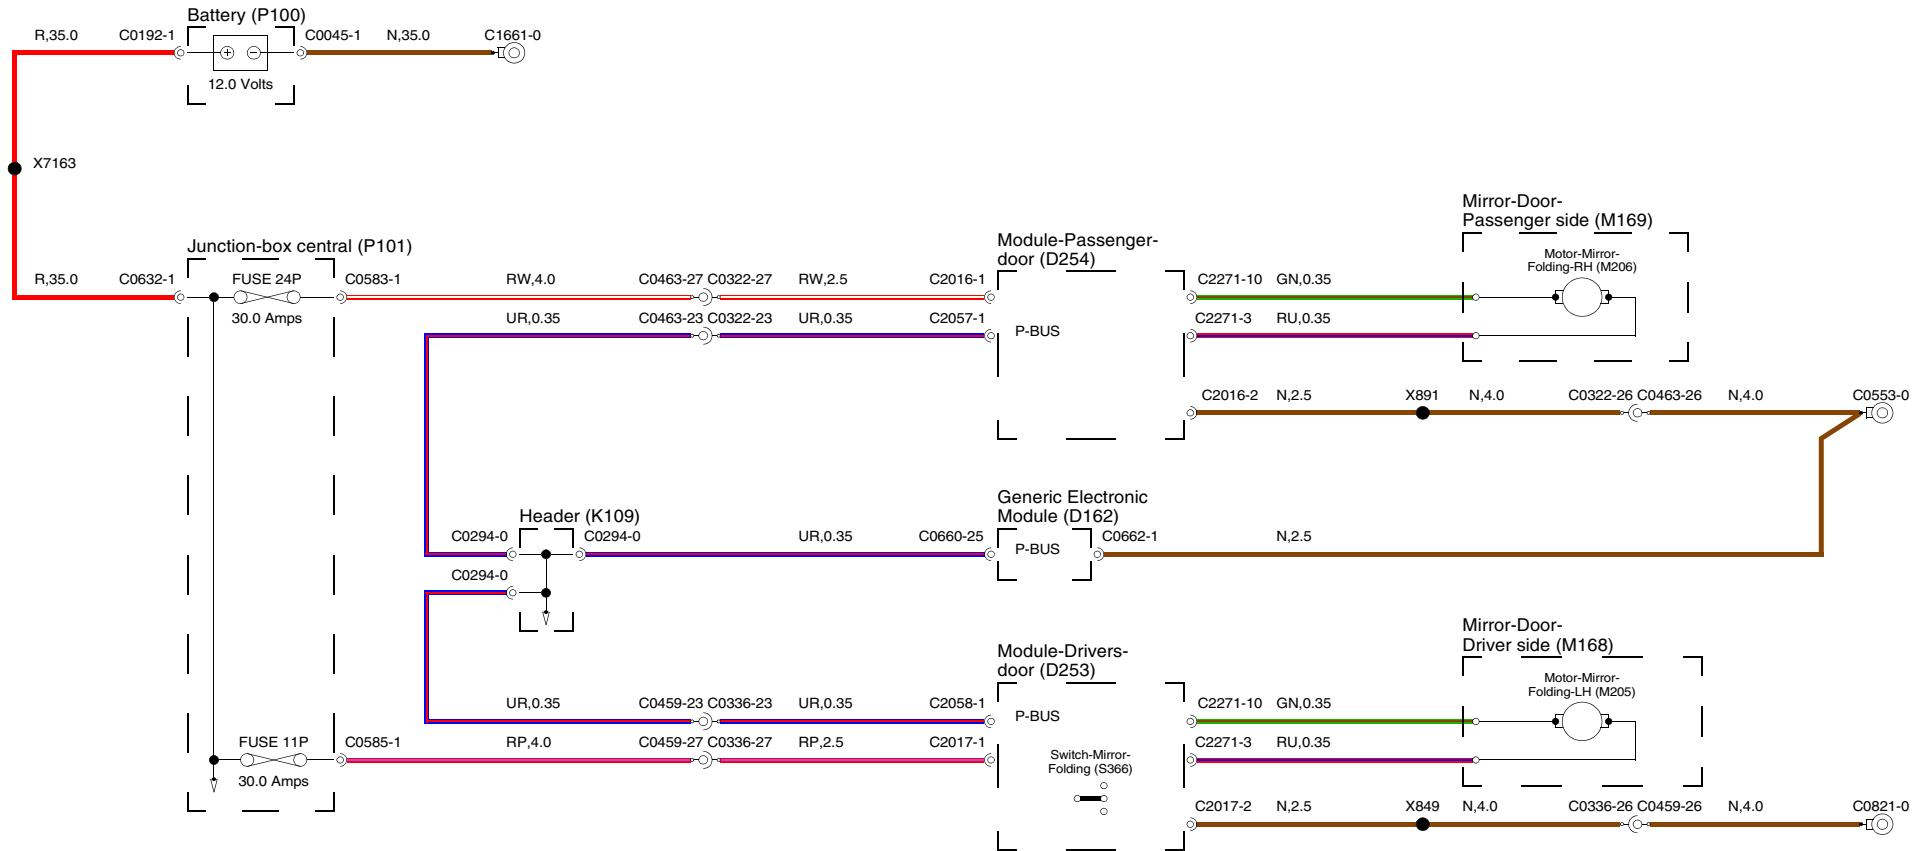 Battery (P100)
R,35.0 C0192-1 C0045-1 N,35.0 C1661-0
12.0 Volts
X7163
Mirror-Door-
Passenger side (M169)
Junction-box central (P101)
Module-Passenger-
door (D254)
Motor-Mirror-
Folding-RH (M206)
R,35.0 C0632-1 FUSE 24P C0583-1 RW,4.0 C0463-27 C0322-27 RW,2.5 C2016-1 C2271-10 GN,0.35
30.0 Amps UR,0.35 C0463-23 C0322-23 UR,0.35 C2057-1 P-BUS C2271-3 RU,0.35
C2016-2 N,2.5 X891 N,4.0 C0322-26 C0463-26 N,4.0 C0553-0
Generic Electronic
Module (D162)
Header (K109)
C0294-0 C0294-0 UR,0.35 C0660-25 P-BUS C0662-1 N,2.5
C0294-0
Mirror-Door-
Driver side (M168)
Module-Drivers-
door (D253)
Motor-Mirror-
Folding-LH (M205)
UR,0.35 C0459-23 C0336-23 UR,0.35 C2058-1 P-BUS C2271-10 GN,0.35
FUSE 11P C0585-1 RP,4.0 C0459-27 C0336-27 RP,2.5 C2017-1 C2271-3 RU,0.35
30.0 Amps
Switch-Mirror-
Folding (S366)
C2017-2 N,2.5 X849 N,4.0 C0336-26 C0459-26 N,4.0 C0821-0